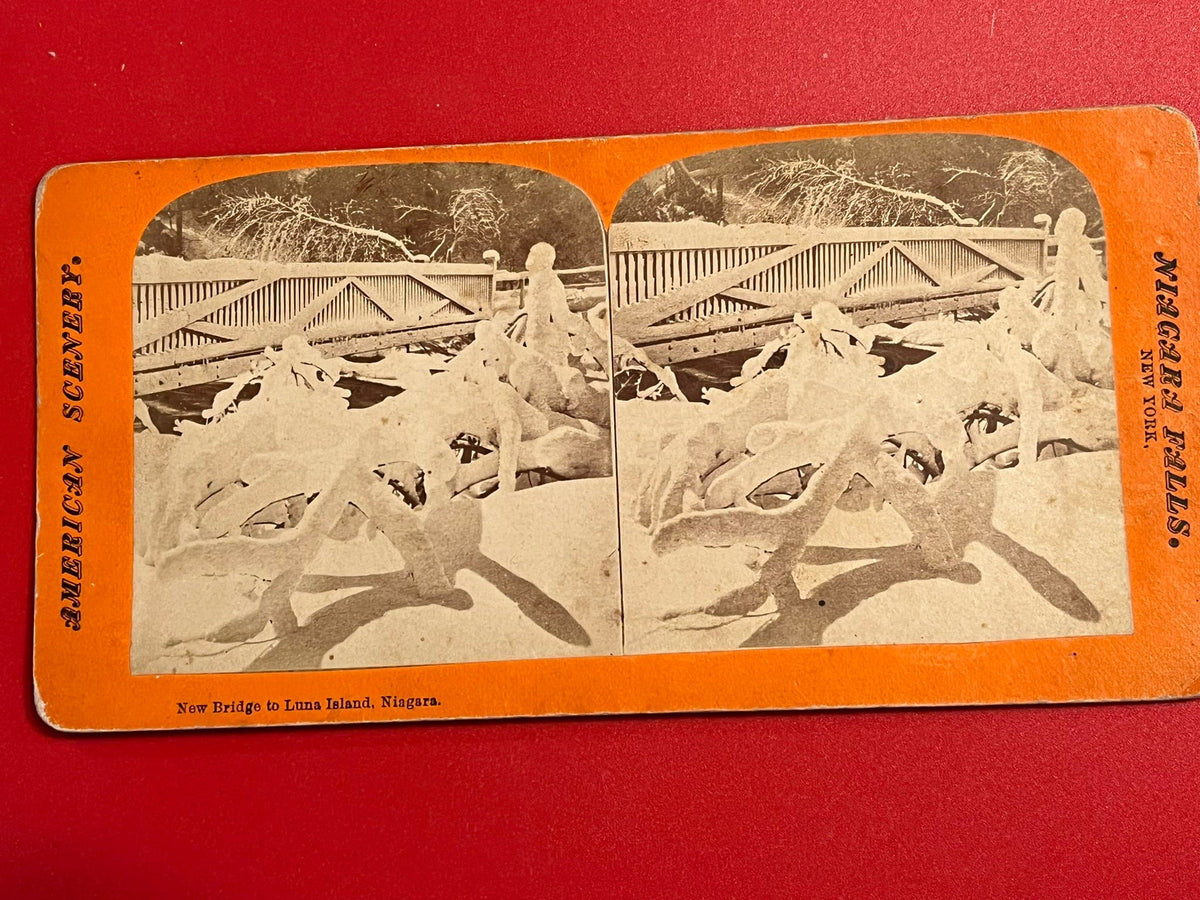 AMERICAN SCENERY.
NIAGARA FALLS.
NEW YORK,
New Bridge to Luna Island, Niagara.